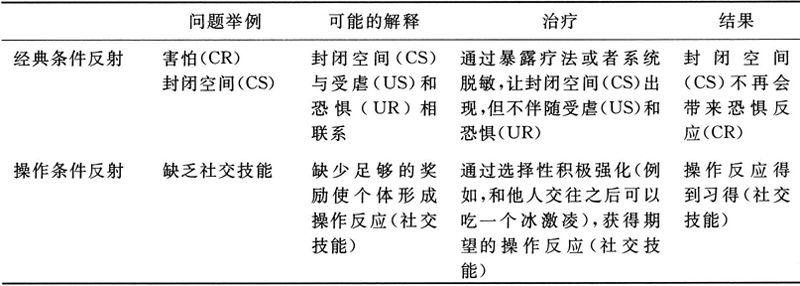 问题举例 可能的解释 治疗 结果
经典条件反射 害怕(CR) 封闭空间(CS) 通过暴露疗法或者系统 封闭空间
封闭空间(CS) 与受虐(US)和 脱敏,让封闭空间(CS)出 (CS)不再会
恐惧(UR)相 现,但不伴随受虐(US)和 带来恐惧反
联系 恐惧(UR) 应(CR)
操作条件反射 缺乏社交技能 缺少足够的奖 通过选择性积极强化(例 操作反应得
励使个体形成 如,和他人交往之后可以 到习得(社交
操作反应(社交 吃一个冰激凌),获得期 技能)
技能) 望的操作反应(社交技
能)